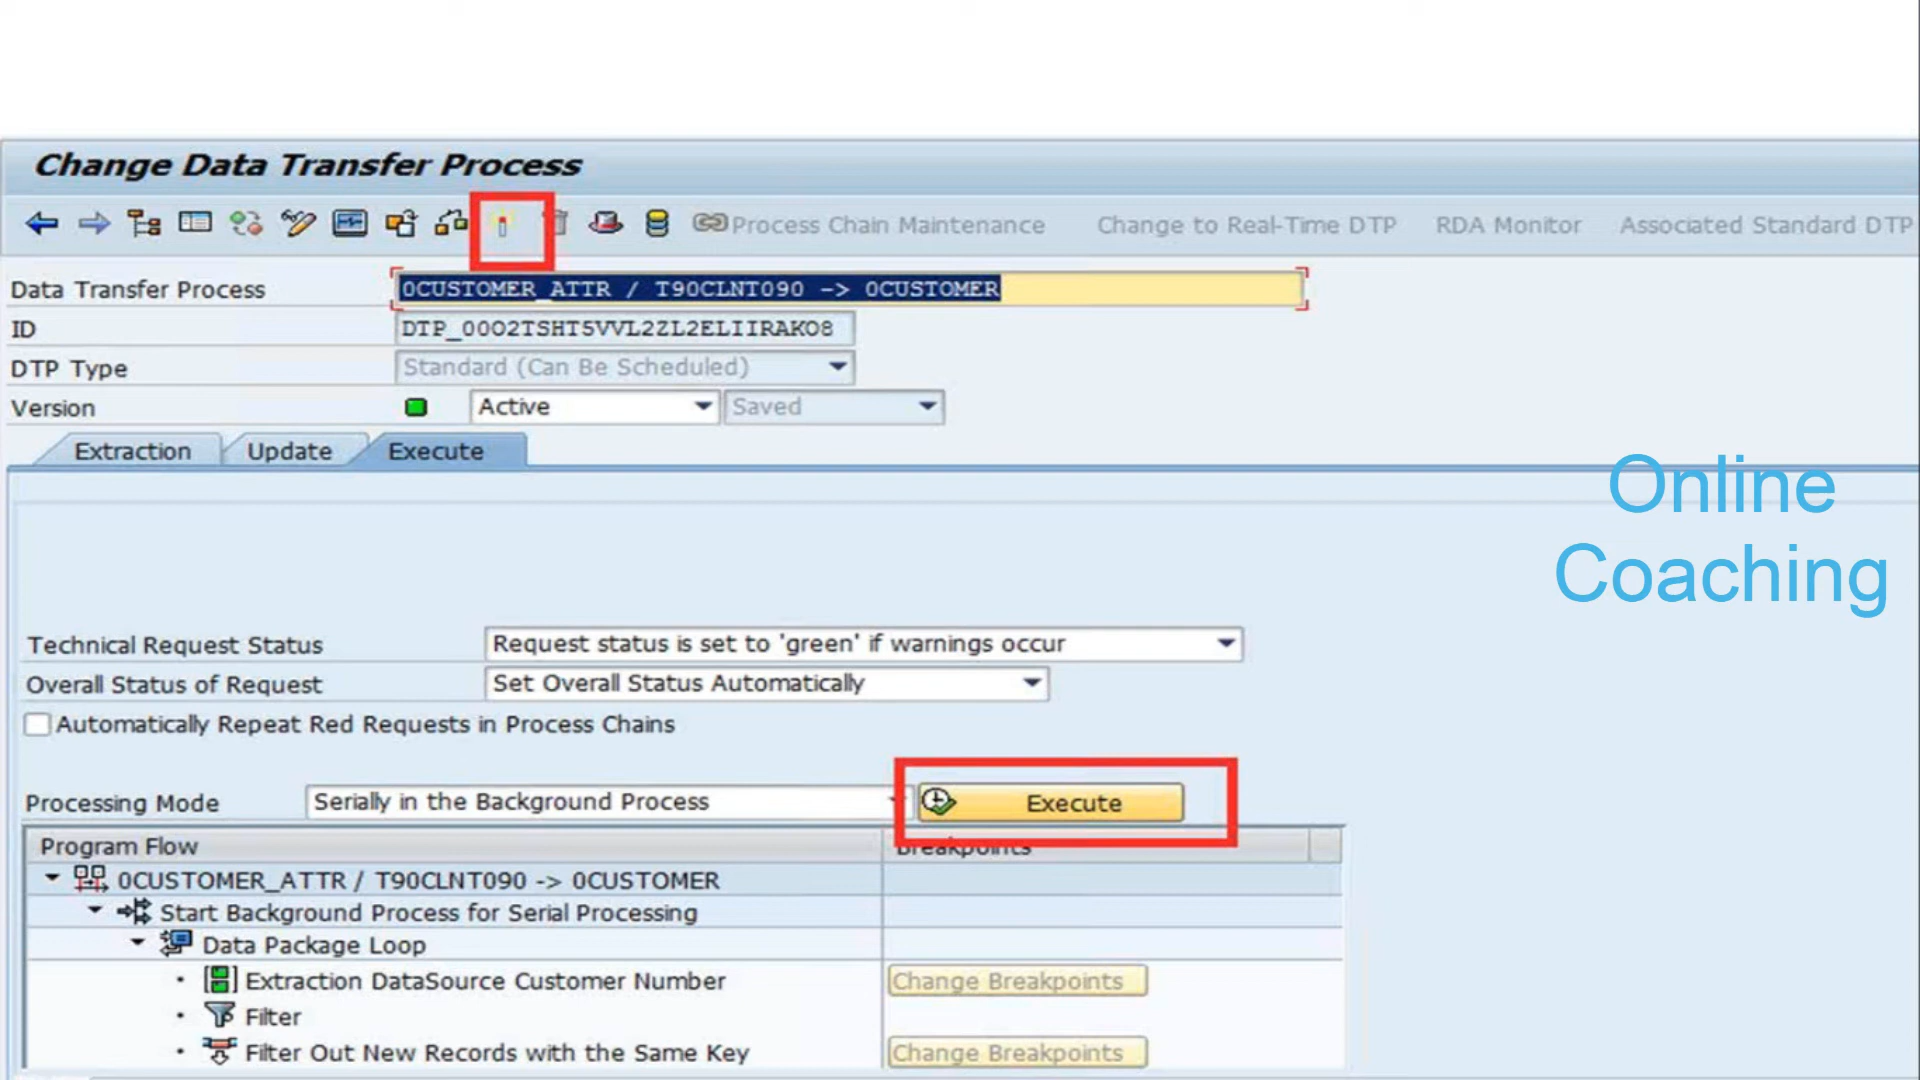 Change Data Transfer Process
Process Chain Maintenance Change to Real-Time DTP RDA Monitor Associated Standard DTP
Data Transfer Process 0CUSTOMER_ATTR / T90CLNT090 -> 0CUSTOMER
ID DTP_00O2TSHT5VVL2ZL2ELIIRAKO8
DTP Type Standard (Can Be Scheduled)
Version Active Saved
Extraction Update Execute
Online
Coaching
Technical Request Status Request status is set to 'green' if warnings occur
Overall Status of Request Set Overall Status Automatically
Automatically Repeat Red Requests in Process Chains
Processing Mode Serially in the Background Process Execute
Program Flow Breakpoints
0CUSTOMER_ATTR / T90CLNT090 -> 0CUSTOMER
Start Background Process for Serial Processing
Data Package Loop
Extraction DataSource Customer Number Change Breakpoints
Filter
Filter Out New Records with the Same Key Change Breakpoints